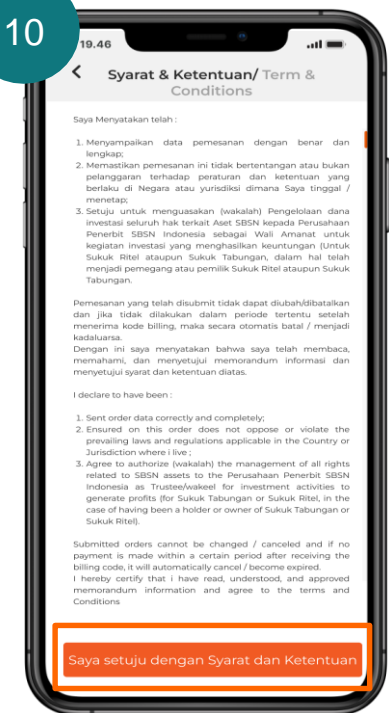 10
19.46
Syarat & Ketentuan/ Term &
Conditions
Saya Menyatakan telah :
1. Menyampaikan data pemesanan dengan benar dan
lengkap;
2. Memastikan pemesanan ini tidak bertentangan atau bukan
pelanggaran terhadap peraturan dan ketentuan yang
berlaku di Negara atau yurisdiksi dimana Saya tinggal /
menetap;
3. Setuju untuk menguasakan (wakalah) Pengelolaan dana
investasi seluruh hak terkait Aset SBSN kepada Perusahaan
Penerbit SBSN Indonesia sebagai Wali Amanat untuk
kegiatan investasi yang menghasilkan keuntungan (Untuk
Sukuk Ritel ataupun Sukuk Tabungan, dalam hal telah
menjadi pemegang atau pemilik Sukuk Ritel ataupun Sukuk
Tabungan.
Pemesanan yang telah disubmit tidak dapat diubah/dibatalkan
dan jika tidak dilakukan dalam periode tertentu setelah
menerima kode billing, maka secara otomatis batal / menjadi
kadaluarsa.
Dengan ini saya menyatakan bahwa saya telah membaca,
memahami, dan menyetujui memorandum informasi dan
menyetujui syarat dan ketentuan diatas.
I declare to have been :
1. Sent order data correctly and completely;
2. Ensured on this order does not oppose or violate the
prevailing laws and regulations applicable in the Country or
Jurisdiction where i live ;
3. Agree to authorize (wakalah) the management of all rights
related to SBSN assets to the Perusahaan Penerbit SBSN
Indonesia as Trustee/wakeel for investment activities to
generate profits (for Sukuk Tabungan or Sukuk Ritel, in the
case of having been a holder or owner of Sukuk Tabungan or
Sukuk Ritel).
Submitted orders cannot be changed / canceled and if no
payment is made within a certain period after receiving the
billing code, it will automatically cancel / become expired.
I hereby certify that i have read, understood, and approved
memorandum information and agree to the terms and
Conditions
Saya setuju dengan Syarat dan Ketentuan